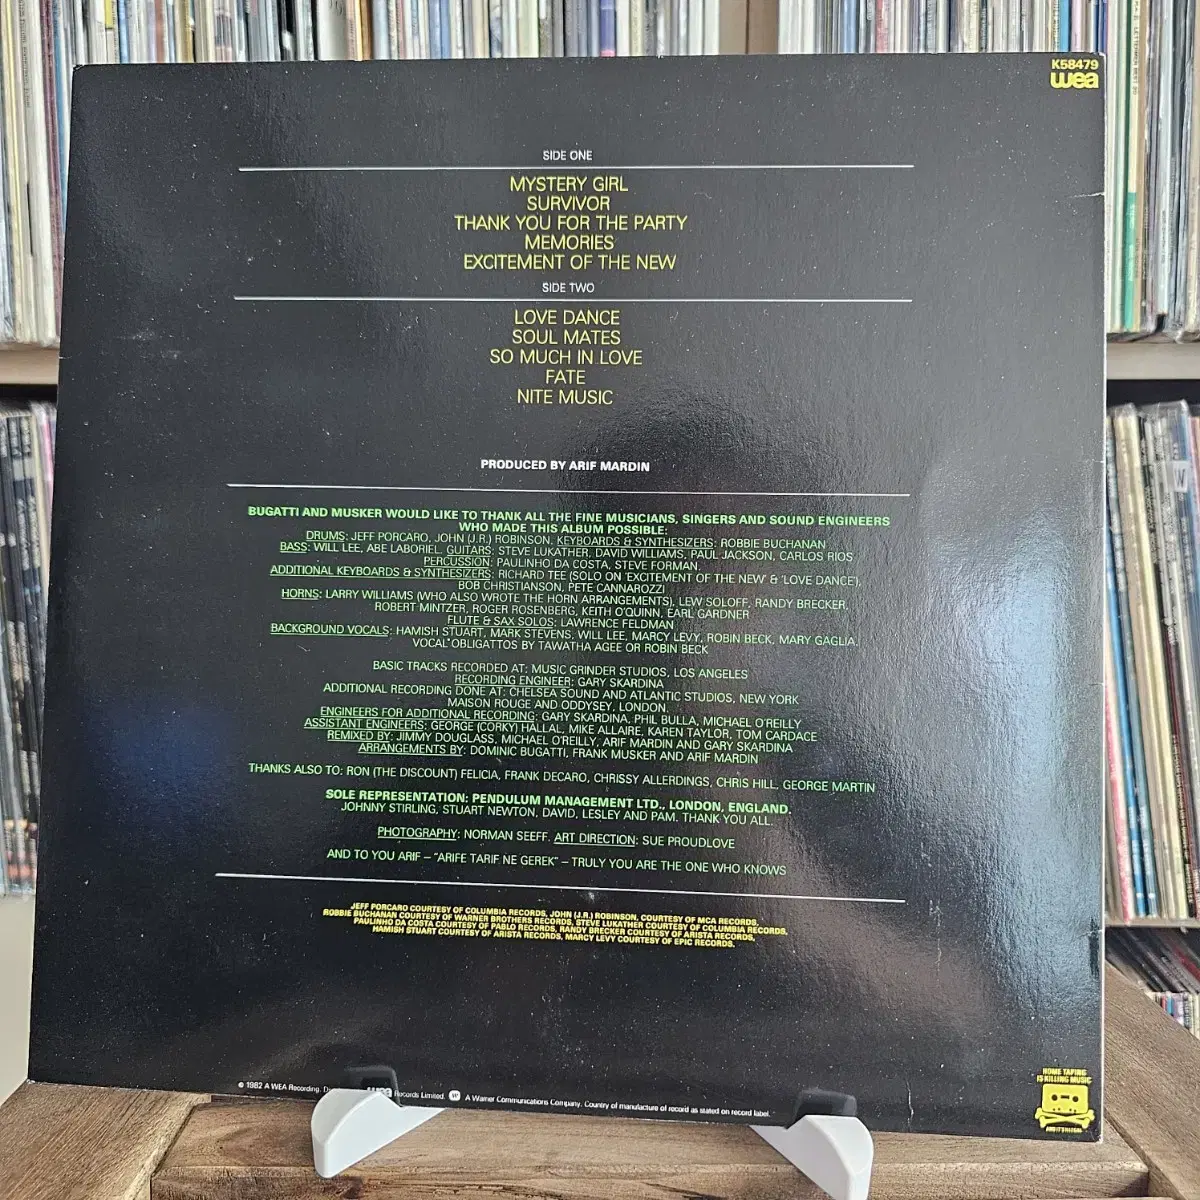 K58479
wea
SIDE ONE
MYSTERY GIRL
SURVIVOR
THANK YOU FOR THE PARTY
MEMORIES
EXCITEMENT OF THE NEW
SIDE TWO
LOVE DANCE
SOUL MATES
SO MUCH IN LOVE
FATE
NITE MUSIC
PRODUCED BY ARIF MARDIN
BUGATTI AND MUSKER WOULD LIKE TO THANK ALL THE FINE MUSICIANS, SINGERS AND SOUND ENGINEERS
WHO MADE THIS ALBUM POSSIBLE:
DRUMS: JEFF PORCARO, JOHN (J.R.) ROBINSON. KEYBOARDS & SYNTHESIZERS: ROBBIE BUCHANAN
BASS: WILL LEE, ABE LABORIEL. GUITARS: STEVE LUKATHER, DAVID WILLIAMS, PAUL JACKSON, CARLOS RIOS
PERCUSSION: PAULINHO DA COSTA, STEVE FORMAN.
ADDITIONAL KEYBOARDS & SYNTHESIZERS: RICHARD TEE (SOLO ON 'EXCITEMENT OF THE NEW' & 'LOVE DANCE'),
BOB CHRISTIANSON, PETE CANNAROZZI
HORNS: LARRY WILLIAMS (WHO ALSO WROTE THE HORN ARRANGEMENTS), LEW SOLOFF, RANDY BRECKER,
ROBERT MINTZER, ROGER ROSENBERG, KEITH O'QUINN, EARL GARDNER
FLUTE & SAX SOLOS: LAWRENCE FELDMAN
BACKGROUND VOCALS: HAMISH STUART, MARK STEVENS, WILL LEE, MARCY LEVY, ROBIN BECK, MARY GAGLIA,
VOCAL OBLIGATTOS BY TAWATHA AGEE OR ROBIN BECK
BASIC TRACKS RECORDED AT: MUSIC GRINDER STUDIOS, LOS ANGELES
RECORDING ENGINEER: GARY SKARDINA
ADDITIONAL RECORDING DONE AT: CHELSEA SOUND AND ATLANTIC STUDIOS, NEW YORK
MAISON ROUGE AND ODDYSEY, LONDON.
ENGINEERS FOR ADDITIONAL RECORDING: GARY SKARDINA, PHIL BULLA, MICHAEL O'REILLY
ASSISTANT ENGINEERS: GEORGE (CORKY) HALLAL, MIKE ALLAIRE, KAREN TAYLOR, TOM CARDACE
REMIXED BY: JIMMY DOUGLASS, MICHAEL O'REILLY, ARIF MARDIN AND GARY SKARDINA
ARRANGEMENTS BY: DOMINIC BUGATTI, FRANK MUSKER AND ARIF MARDIN
THANKS ALSO TO: RON (THE DISCOUNT) FELICIA, FRANK DECARO, CHRISSY ALLERDINGS, CHRIS HILL, GEORGE MARTIN
SOLE REPRESENTATION: PENDULUM MANAGEMENT LTD., LONDON, ENGLAND.
JOHNNY STIRLING, STUART NEWTON, DAVID, LESLEY AND PAM. THANK YOU ALL
PHOTOGRAPHY: NORMAN SEEFF. ART DIRECTION: SUE PROUDLOVE
AND TO YOU ARIF – "ARIFE TARIF NE GEREK" – TRULY YOU ARE THE ONE WHO KNOWS
JEFF PORCARO COURTESY OF COLUMBIA RECORDS, JOHN (J.R.) ROBINSON, COURTESY OF MCA RECORDS,
ROBBIE BUCHANAN COURTESY OF WARNER BROTHERS RECORDS, STEVE LUKATHER COURTESY OF COLUMBIA RECORDS,
PAULINHO DA COSTA COURTESY OF PABLO RECORDS, RANDY BRECKER COURTESY OF ARISTA RECORDS,
HAMISH STUART COURTESY OF ARISTA RECORDS, MARCY LEVY COURTESY OF EPIC RECORDS.
℗ 1982 A WEA Recording. wea Records Limited. A Warner Communications Company. Country of manufacture of record as stated on record label.
HOME TAPING
IS KILLING MUSIC
AND IT'S ILLEGAL